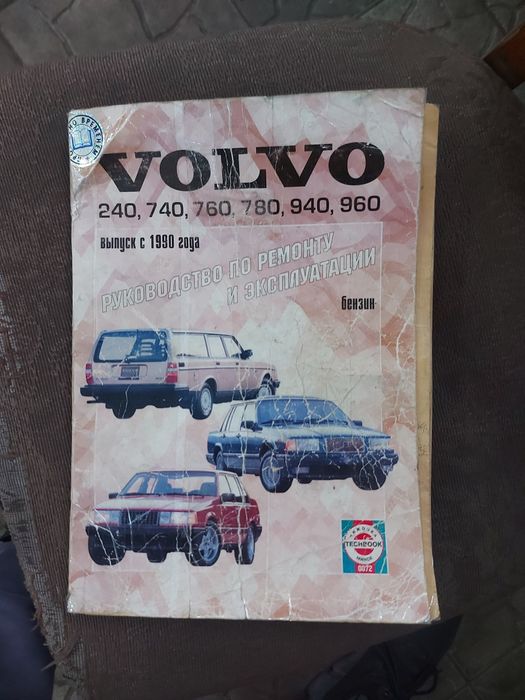 VOLVO
240, 740, 760, 780, 940, 960
выпуск с 1990 года
РУКОВОДСТВО ПО РЕМОНТУ
И ЭКСПЛУАТАЦИИ
бензин
TECHBOOK
0072